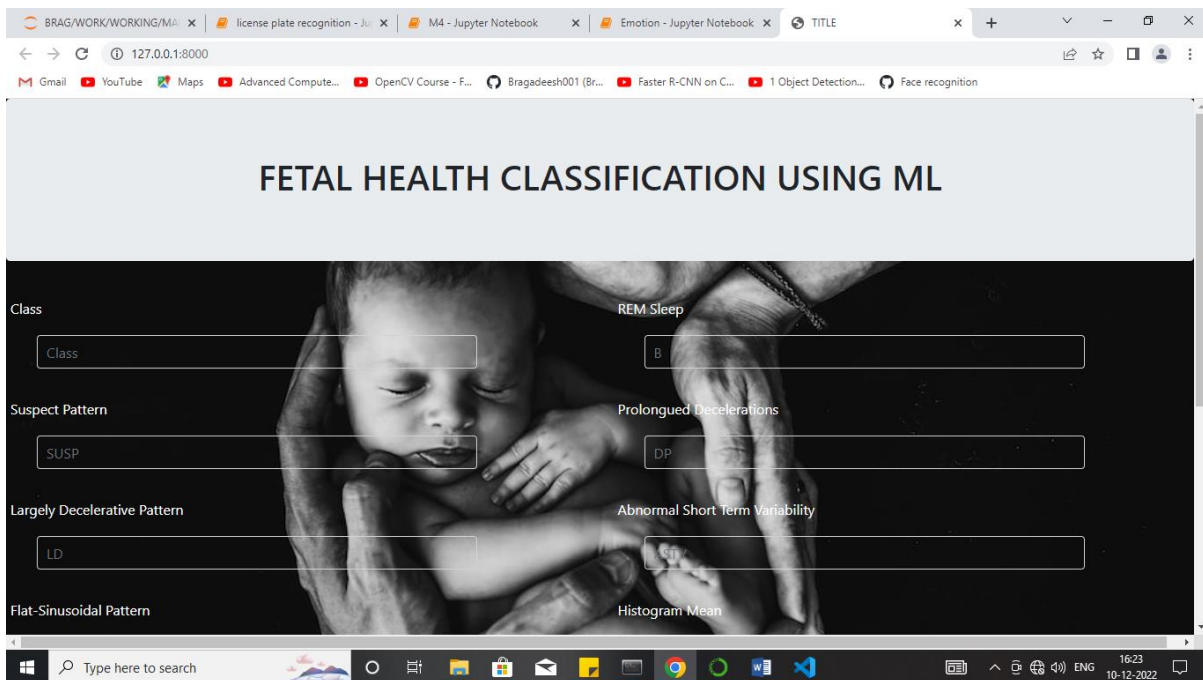 BRAG/WORK/WORKING/MA
license plate recognition - Ju
M4 - Jupyter Notebook
Emotion - Jupyter Notebook
TITLE
127.0.0.1:8000
Gmail
YouTube
Maps
Advanced Compute...
OpenCV Course - F...
Bragadeesh001 (Br...
Faster R-CNN on C...
1 Object Detection...
Face recognition
FETAL HEALTH CLASSIFICATION USING ML
Class
REM Sleep
Class
B
Suspect Pattern
Prolongued Decelerations
SUSP
DP
Largely Decelerative Pattern
Abnormal Short Term Variability
LD
Flat-Sinusoidal Pattern
Histogram Mean
Type here to search
ENG
16:23
10-12-2022